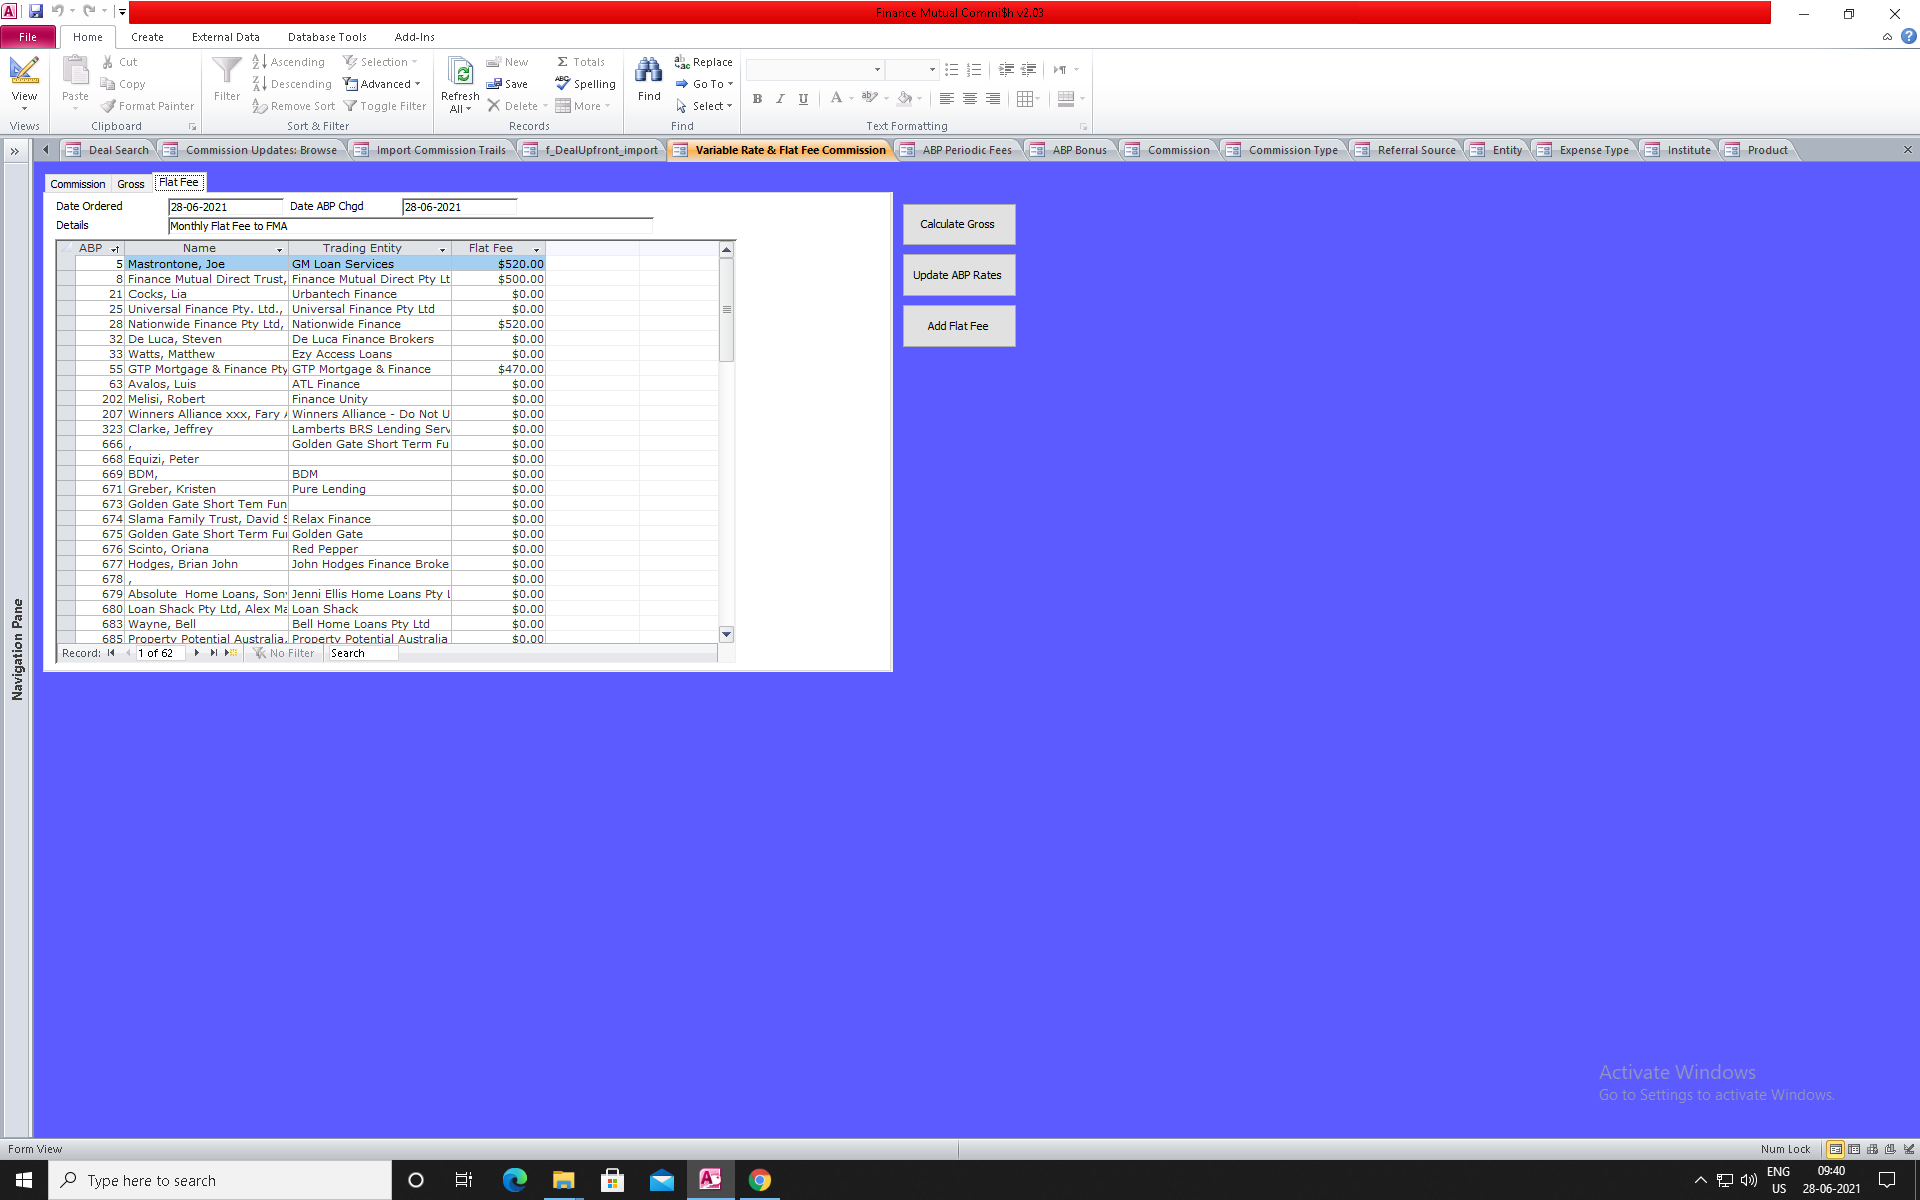 Finance Mutual Commi$h v2.03
File Home Create External Data Database Tools Add-Ins
View Paste Cut Copy Format Painter Filter Ascending Descending Remove Sort Selection Advanced Toggle Filter Refresh All New Save Delete Totals Spelling More Find Replace Go To Select
Views Clipboard Sort & Filter Records Find Text Formatting
Deal Search Commission Updates: Browse Import Commission Trails f_DealUpfront_import Variable Rate & Flat Fee Commission ABP Periodic Fees ABP Bonus Commission Commission Type Referral Source Entity Expense Type Institute Product
Navigation Pane
Commission Gross Flat Fee
Date Ordered 28-06-2021 Date ABP Chgd 28-06-2021
Details Monthly Flat Fee to FMA
Calculate Gross
Update ABP Rates
Add Flat Fee
ABP Name Trading Entity Flat Fee
5 Mastrontone, Joe GM Loan Services $520.00
8 Finance Mutual Direct Trust, Finance Mutual Direct Pty Lt $500.00
21 Cocks, Lia Urbantech Finance $0.00
25 Universal Finance Pty. Ltd., Universal Finance Pty Ltd $0.00
28 Nationwide Finance Pty Ltd, Nationwide Finance $520.00
32 De Luca, Steven De Luca Finance Brokers $0.00
33 Watts, Matthew Ezy Access Loans $0.00
55 GTP Mortgage & Finance Pty GTP Mortgage & Finance $470.00
63 Avalos, Luis ATL Finance $0.00
202 Melisi, Robert Finance Unity $0.00
207 Winners Alliance xxx, Fary Winners Alliance - Do Not U $0.00
323 Clarke, Jeffrey Lamberts BRS Lending Serv $0.00
666 , Golden Gate Short Term Fu $0.00
668 Equizi, Peter $0.00
669 BDM, BDM $0.00
671 Greber, Kristen Pure Lending $0.00
673 Golden Gate Short Tem Fun $0.00
674 Slama Family Trust, David S Relax Finance $0.00
675 Golden Gate Short Term Fu Golden Gate $0.00
676 Scinto, Oriana Red Pepper $0.00
677 Hodges, Brian John John Hodges Finance Broke $0.00
678 , $0.00
679 Absolute Home Loans, Son Jenni Ellis Home Loans Pty L $0.00
680 Loan Shack Pty Ltd, Alex Ma Loan Shack $0.00
683 Wayne, Bell Bell Home Loans Pty Ltd $0.00
685 Property Potential Australia, Property Potential Australia $0.00
Record: 1 of 62 No Filter Search
Activate Windows
Go to Settings to activate Windows.
Form View Num Lock
Type here to search
ENG
US
09:40
28-06-2021